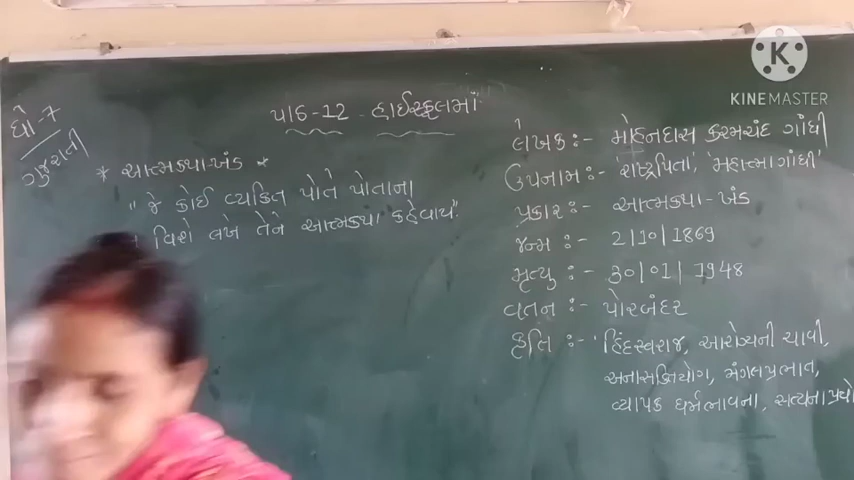 ધો-7
ગુજરાતી
પાઠ-12 હાઈસ્કૂલમાં
* આત્મકથા-ખંડ *
"જે કોઈ વ્યકિત પોતે પોતાના
વિશે લખે તેને આત્મકથા કહેવાય."
લેખક :- મોહનદાસ કરમચંદ ગાંધી
ઉપનામ :- 'રાષ્ટ્રપિતા', 'મહાત્મા ગાંધી'
પ્રકાર :- આત્મકથા-ખંડ
જન્મ :- 2|10|1869
મૃત્યુ :- 30|01|1948
વતન :- પોરબંદર
કૃતિ :- 'હિંદસ્વરાજ, આરોગ્યની ચાવી,
અનાસક્તિયોગ, મંગલપ્રભાત,
વ્યાપક ધર્મભાવના, સત્યના પ્રયો
KINEMASTER